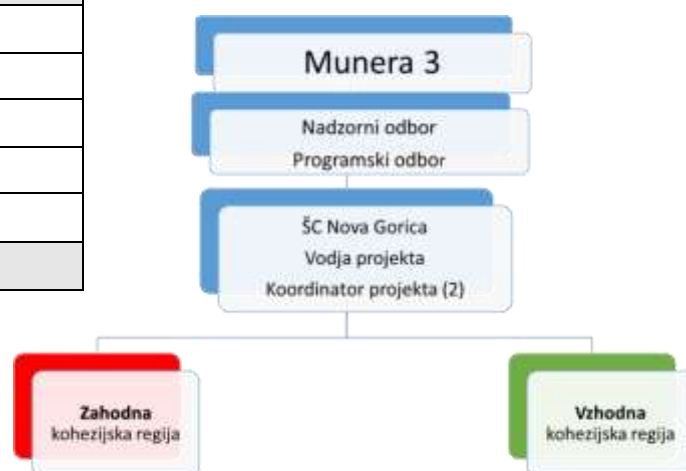 Munera 3
Nadzorni odbor
Programski odbor
ŠC Nova Gorica
Vodja projekta
Koordinator projekta (2)
Zahodna
kohezijska regija
Vzhodna
kohezijska regija